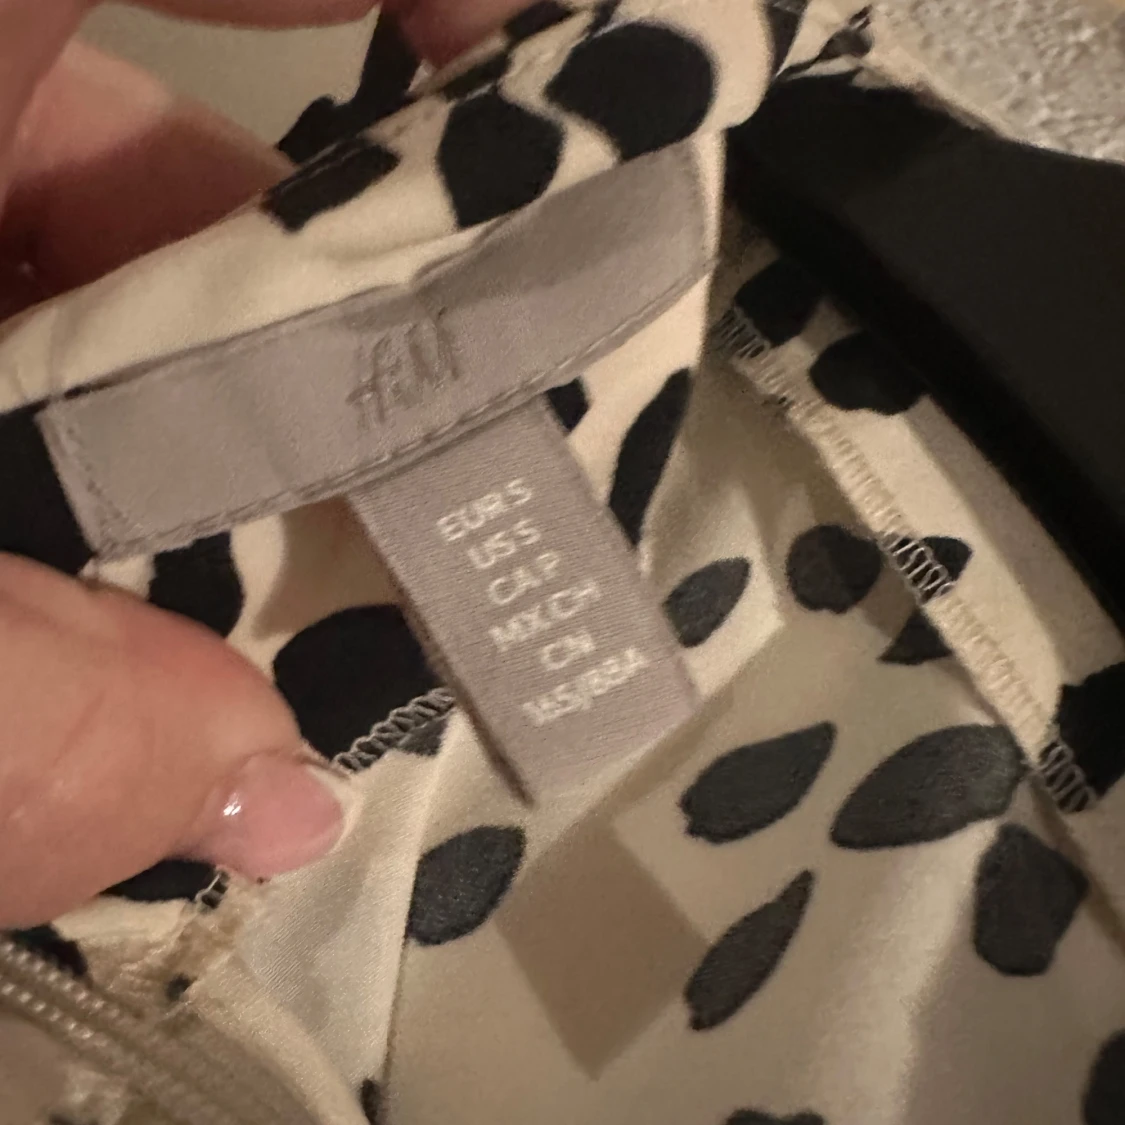 H&M
EUR S
US S
CA P
MX CH
CN
165/88A